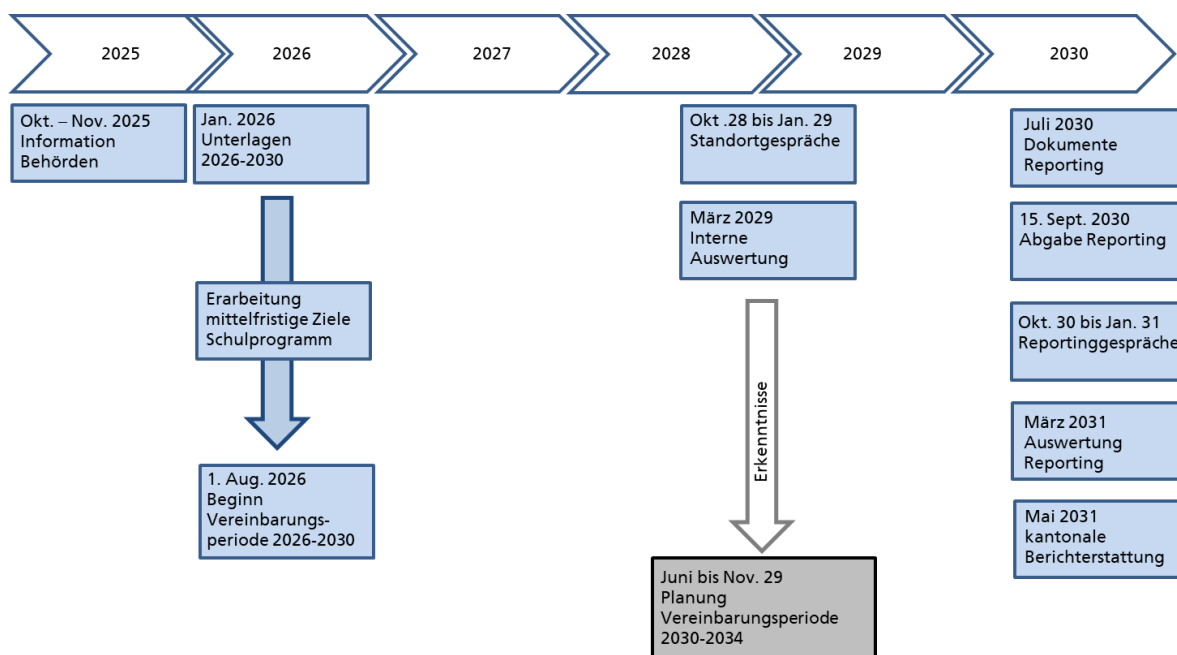 2025
2026
2027
2028
2029
2030
Okt. – Nov. 2025
Information
Behörden
Jan. 2026
Unterlagen
2026-2030
Erarbeitung
mittelfristige Ziele
Schulprogramm
1. Aug. 2026
Beginn
Vereinbarungs-
periode 2026-2030
Okt .28 bis Jan. 29
Standortgespräche
März 2029
Interne
Auswertung
Erkenntnisse
Juni bis Nov. 29
Planung
Vereinbarungsperiode
2030-2034
Juli 2030
Dokumente
Reporting
15. Sept. 2030
Abgabe Reporting
Okt. 30 bis Jan. 31
Reportinggespräche
März 2031
Auswertung
Reporting
Mai 2031
kantonale
Berichterstattung